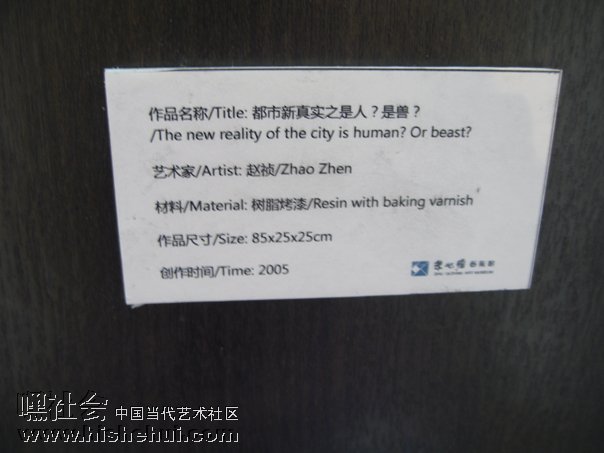 作品名称/Title: 都市新真实之是人？是兽？
/The new reality of the city is human? Or beast?
艺术家/Artist: 赵祯/Zhao Zhen
材料/Material: 树脂烤漆/Resin with baking varnish
作品尺寸/Size: 85x25x25cm
创作时间/Time: 2005
嘿社会 中国当代艺术社区
www.hishehui.com